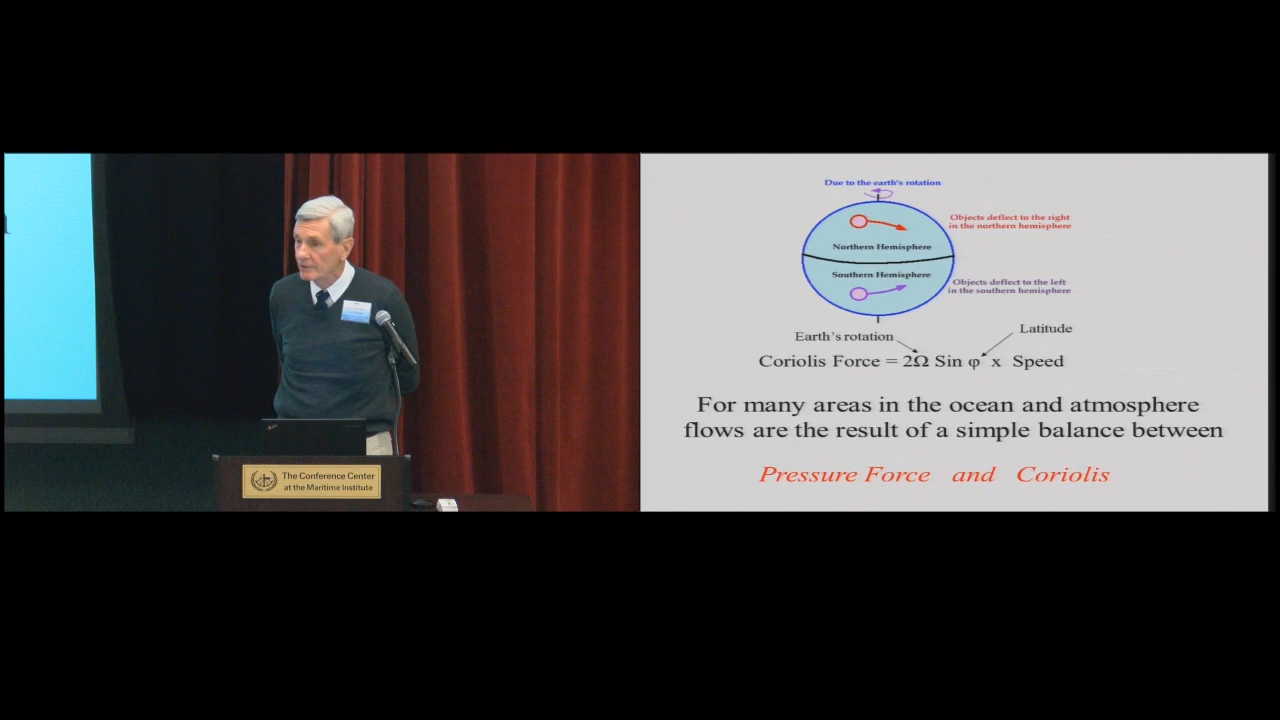 The Conference Center
at the Maritime Institute
Due to the earth's rotation
Objects deflect to the right
in the northern hemisphere
Northern Hemisphere
Southern Hemisphere
Objects deflect to the left
in the southern hemisphere
Earth's rotation
Latitude
Coriolis Force = 2Ω Sin φ x Speed
For many areas in the ocean and atmosphere
flows are the result of a simple balance between
Pressure Force and Coriolis